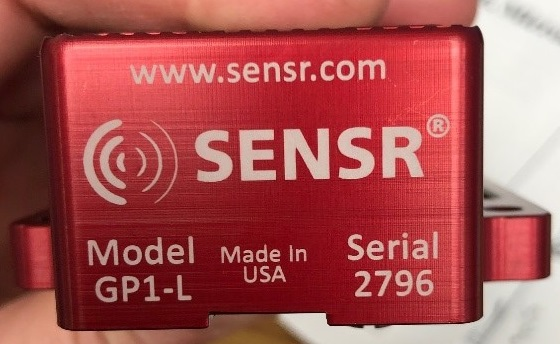 www.sensr.com
SENSR®
Model
GP1-L
Made in
USA
Serial
2796